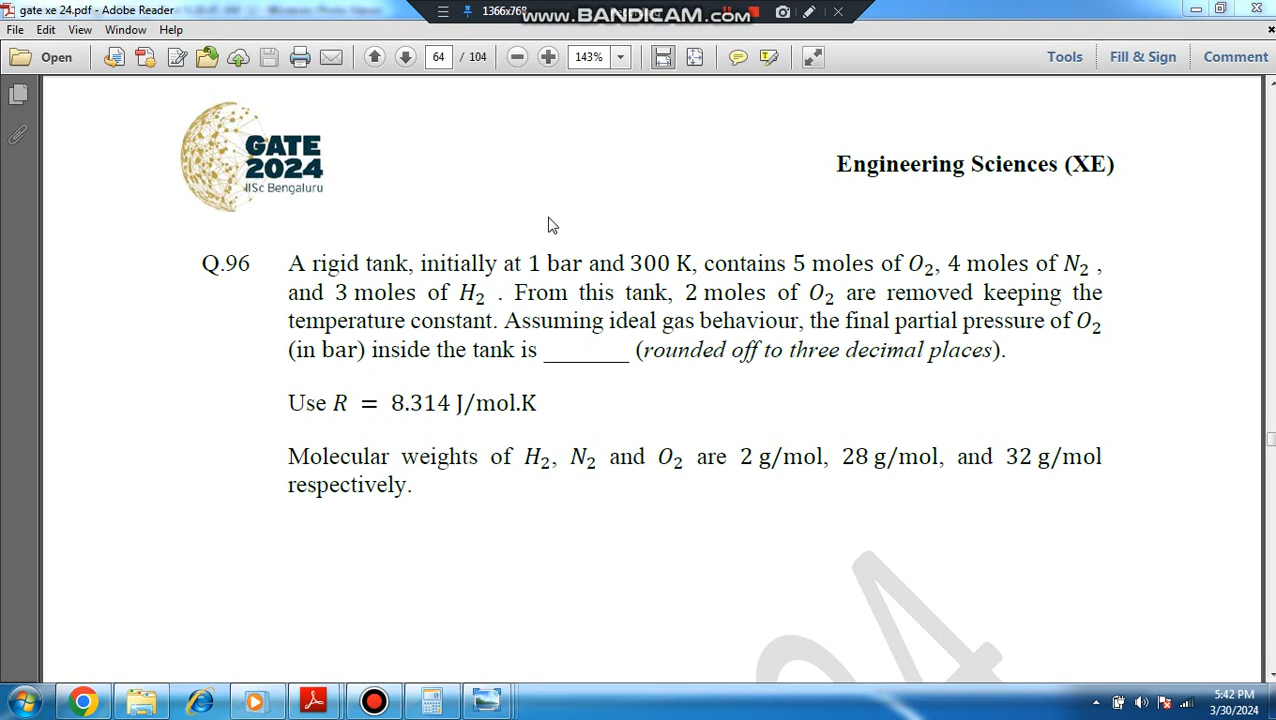 gate xe 24.pdf - Adobe Reader
1366x768
www.BANDICAM.com
File Edit View Window Help
Open
64 / 104
143%
Tools Fill & Sign Comment
GATE
2024
IISc Bengaluru
Engineering Sciences (XE)
Q.96 A rigid tank, initially at 1 bar and 300 K, contains 5 moles of O₂, 4 moles of N₂ ,
and 3 moles of H₂ . From this tank, 2 moles of O₂ are removed keeping the
temperature constant. Assuming ideal gas behaviour, the final partial pressure of O₂
(in bar) inside the tank is ________ (rounded off to three decimal places).
Use R = 8.314 J/mol.K
Molecular weights of H₂, N₂ and O₂ are 2 g/mol, 28 g/mol, and 32 g/mol
respectively.
24
5:42 PM
3/30/2024